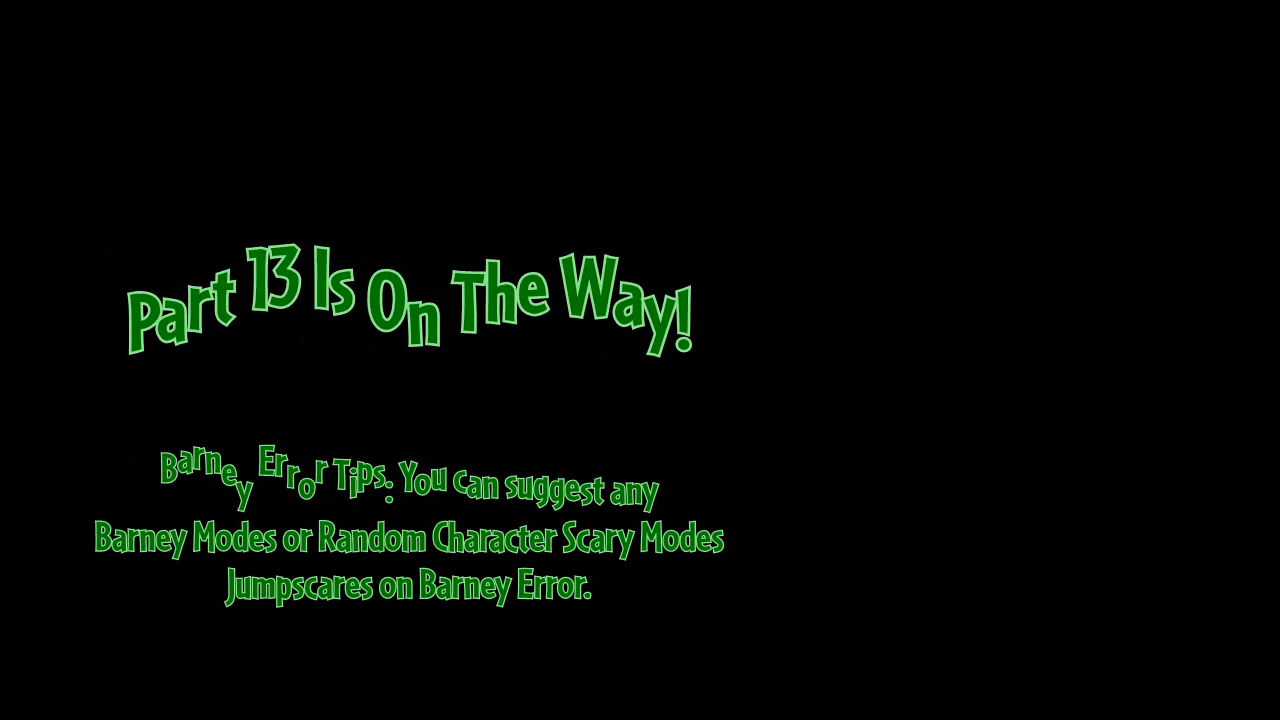 Part 13 Is On The Way!
Barney Error Tips: You can suggest any
Barney Modes or Random Character Scary Modes
Jumpscares on Barney Error.